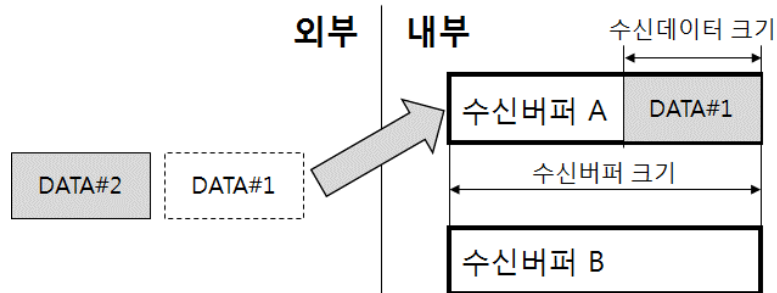 외부
내부
수신데이터 크기
수신버퍼 A
DATA#1
DATA#2
DATA#1
수신버퍼 크기
수신버퍼 B